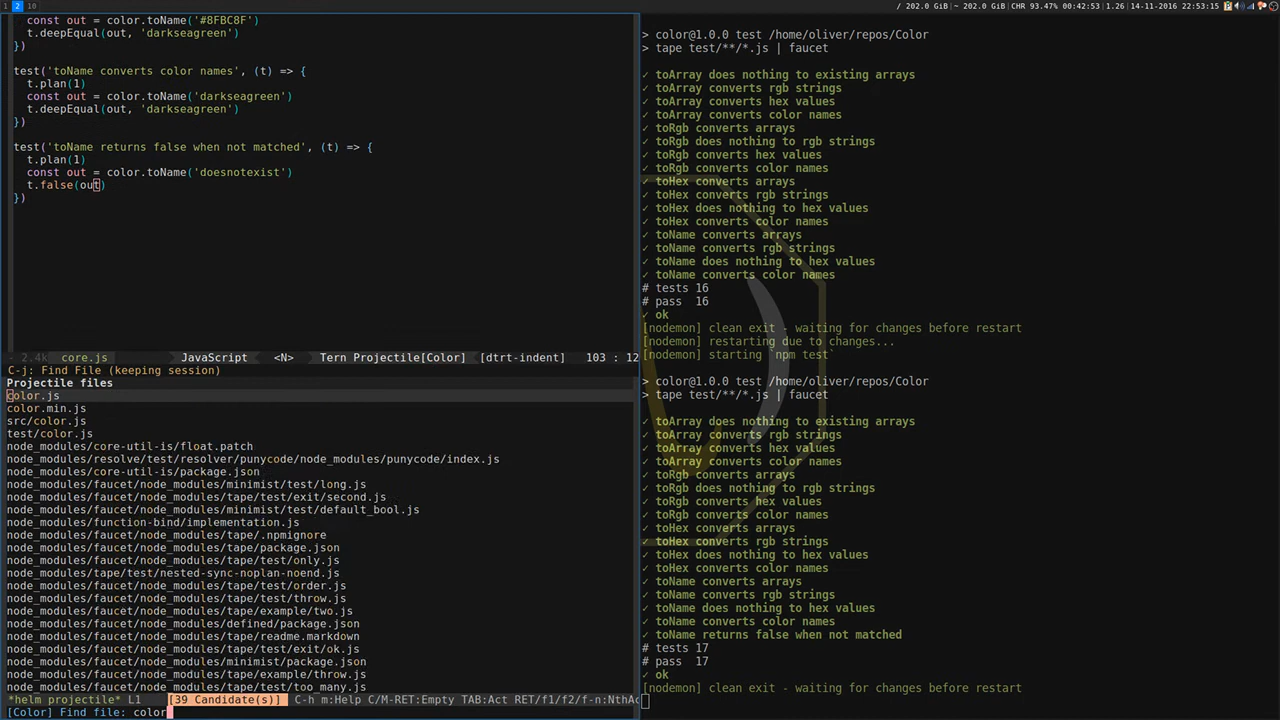 1 2 10
/ 202.0 GiB|~ 202.0 GiB|CHR 93.47% 00:42:53|1.26 14-11-2016 22:53:15
const out = color.toName('#8FBC8F')
t.deepEqual(out, 'darkseagreen')
})
test('toName converts color names', (t) => {
t.plan(1)
const out = color.toName('darkseagreen')
t.deepEqual(out, 'darkseagreen')
})
test('toName returns false when not matched', (t) => {
t.plan(1)
const out = color.toName('doesnotexist')
t.false(out)
})
- 2.4k core.js JavaScript <N> Tern Projectile[Color] [dtrt-indent] 103 : 12
C-j: Find File (keeping session)
Projectile files
color.js
color.min.js
src/color.js
test/color.js
node_modules/core-util-is/float.patch
node_modules/resolve/test/resolver/punycode/node_modules/punycode/index.js
node_modules/core-util-is/package.json
node_modules/faucet/node_modules/minimist/test/long.js
node_modules/faucet/node_modules/tape/test/exit/second.js
node_modules/faucet/node_modules/minimist/test/default_bool.js
node_modules/function-bind/implementation.js
node_modules/faucet/node_modules/tape/.npmignore
node_modules/faucet/node_modules/tape/package.json
node_modules/faucet/node_modules/tape/test/only.js
node_modules/tape/test/nested-sync-noplan-noend.js
node_modules/faucet/node_modules/tape/test/order.js
node_modules/faucet/node_modules/tape/test/throw.js
node_modules/faucet/node_modules/tape/example/two.js
node_modules/faucet/node_modules/defined/package.json
node_modules/faucet/node_modules/tape/readme.markdown
node_modules/faucet/node_modules/tape/test/exit/ok.js
node_modules/faucet/node_modules/minimist/package.json
node_modules/faucet/node_modules/tape/example/throw.js
node_modules/faucet/node_modules/tape/test/too_many.js
*helm projectile* L1 [39 Candidate(s)] C-h m:Help C/M-RET:Empty TAB:Act RET/f1/f2/f-n:NthAc
[Color] Find file: color
> color@1.0.0 test /home/oliver/repos/Color
> tape test/**/*.js | faucet
✓ toArray does nothing to existing arrays
✓ toArray converts rgb strings
✓ toArray converts hex values
✓ toArray converts color names
✓ toRgb converts arrays
✓ toRgb does nothing to rgb strings
✓ toRgb converts hex values
✓ toRgb converts color names
✓ toHex converts arrays
✓ toHex converts rgb strings
✓ toHex does nothing to hex values
✓ toHex converts color names
✓ toName converts arrays
✓ toName converts rgb strings
✓ toName does nothing to hex values
✓ toName converts color names
# tests 16
# pass 16
✓ ok
[nodemon] clean exit - waiting for changes before restart
[nodemon] restarting due to changes...
[nodemon] starting `npm test`
> color@1.0.0 test /home/oliver/repos/Color
> tape test/**/*.js | faucet
✓ toArray does nothing to existing arrays
✓ toArray converts rgb strings
✓ toArray converts hex values
✓ toArray converts color names
✓ toRgb converts arrays
✓ toRgb does nothing to rgb strings
✓ toRgb converts hex values
✓ toRgb converts color names
✓ toHex converts arrays
✓ toHex converts rgb strings
✓ toHex does nothing to hex values
✓ toHex converts color names
✓ toName converts arrays
✓ toName converts rgb strings
✓ toName does nothing to hex values
✓ toName converts color names
✓ toName returns false when not matched
# tests 17
# pass 17
✓ ok
[nodemon] clean exit - waiting for changes before restart